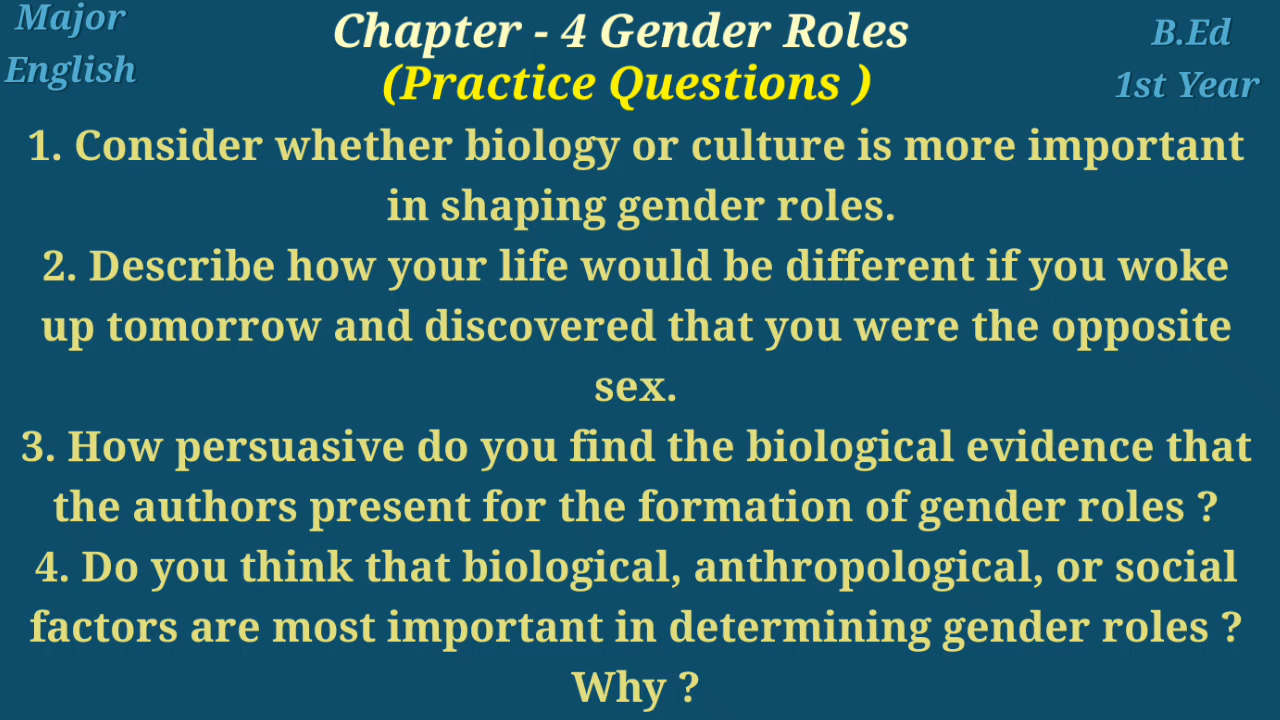 Major
English
Chapter - 4 Gender Roles
(Practice Questions )
B.Ed
1st Year
1. Consider whether biology or culture is more important
in shaping gender roles.
2. Describe how your life would be different if you woke
up tomorrow and discovered that you were the opposite
sex.
3. How persuasive do you find the biological evidence that
the authors present for the formation of gender roles ?
4. Do you think that biological, anthropological, or social
factors are most important in determining gender roles ?
Why ?